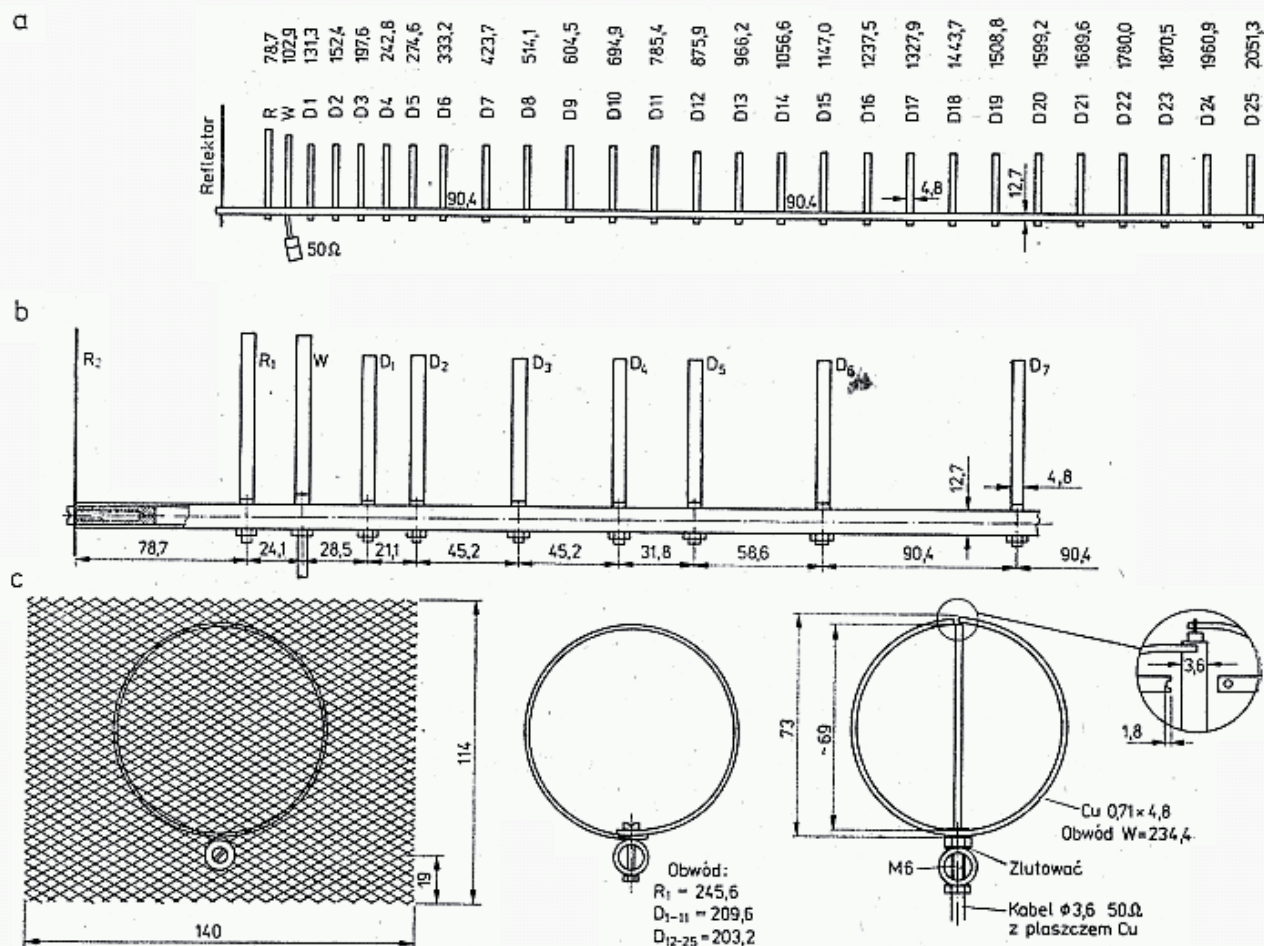 a
78,7 102,9 131,3 152,4 197,6 242,8 274,6 333,2 423,7 514,1 604,5 694,9 785,4 875,9 966,2 1056,6 1147,0 1237,5 1327,9 1443,7 1508,8 1599,2 1689,6 1780,0 1870,5 1960,9 2051,3
Reflektor R W D1 D2 D3 D4 D5 D6 D7 D8 D9 D10 D11 D12 D13 D14 D15 D16 D17 D18 D19 D20 D21 D22 D23 D24 D25
90,4 90,4 4,8 12,7
50Ω
b
R₂ R₁ W D₁ D₂ D₃ D₄ D₅ D₆ D₇
12,7 4,8
78,7 24,1 28,5 21,1 45,2 45,2 31,8 58,6 90,4 90,4
c
114
19
140
Obwód:
R₁ = 245,6
D₁₋₁₁ = 209,6
D₁₂₋₂₅ = 203,2
73
~69
3,6
1,8
Cu 0,71×4,8
Obwód W=234,4
M6
Zlutować
Kabel ϕ3,6 50Ω
z plaszczem Cu